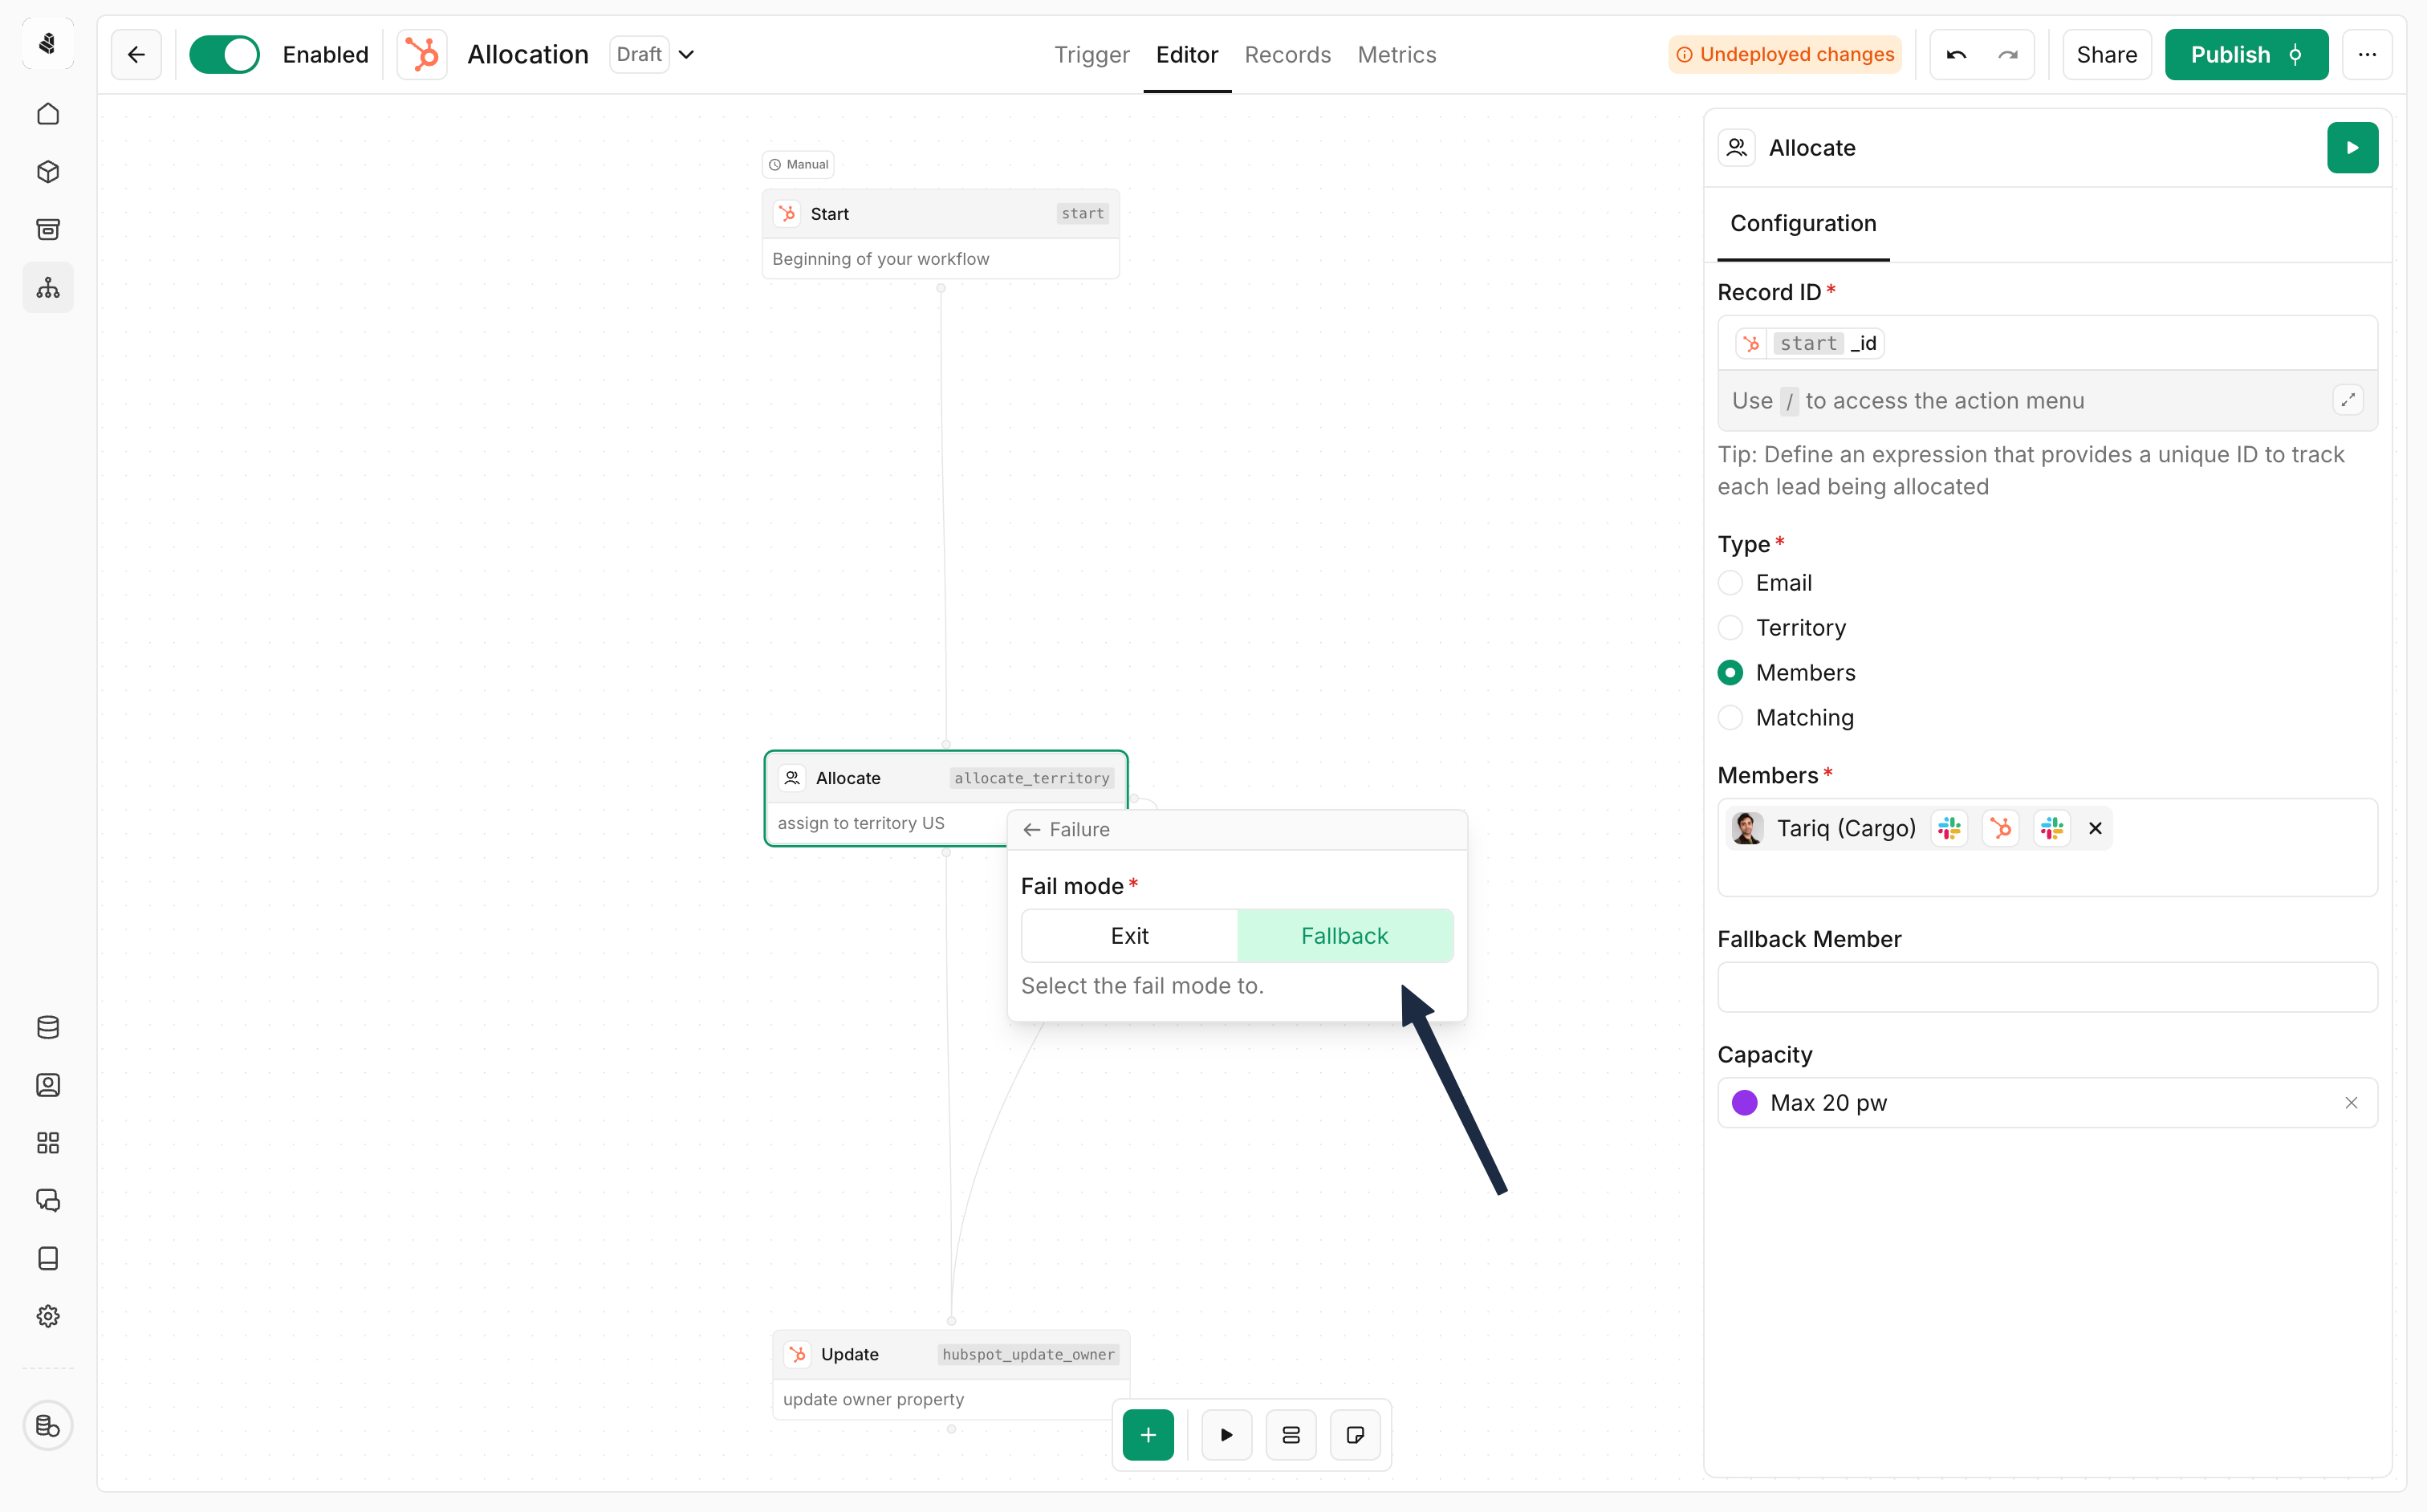 Enabled
Allocation
Draft
Trigger
Editor
Records
Metrics
Undeployed changes
Share
Publish
Manual
Start
start
Beginning of your workflow
Allocate
allocate_territory
assign to territory US
Failure
Fail mode*
Exit
Fallback
Select the fail mode to.
Update
hubspot_update_owner
update owner property
Allocate
Configuration
Record ID*
start _id
Use / to access the action menu
Tip: Define an expression that provides a unique ID to track
each lead being allocated
Type*
Email
Territory
Members
Matching
Members*
Tariq (Cargo)
Fallback Member
Capacity
Max 20 pw